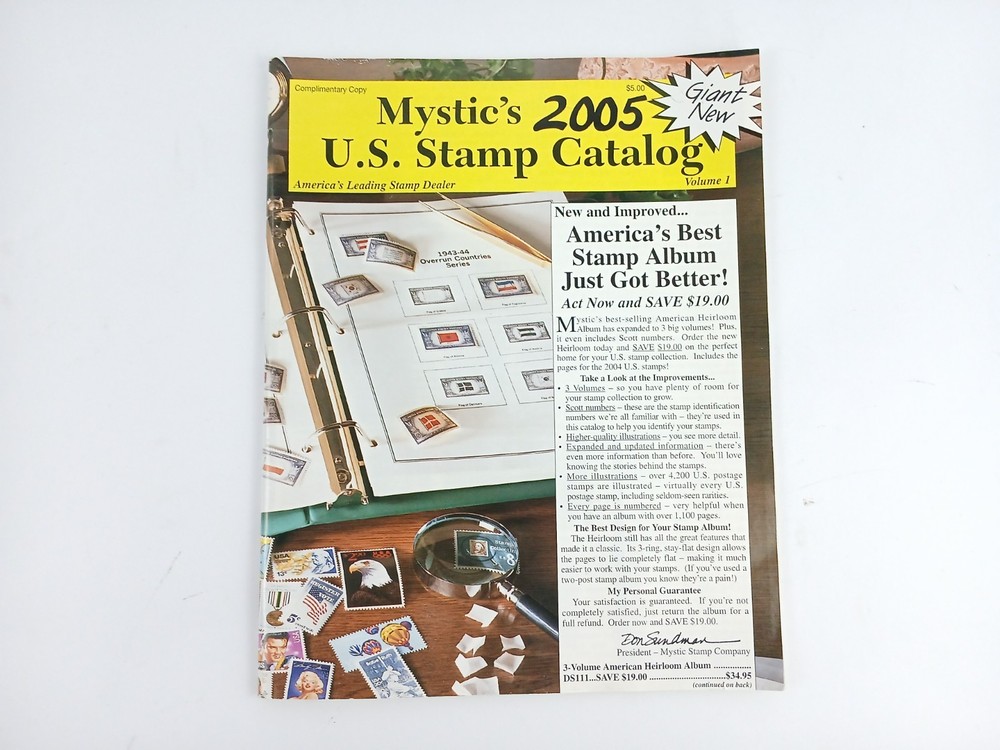 Complimentary Copy
$5.00
Giant
New
Mystic's 2005
U.S. Stamp Catalog
America's Leading Stamp Dealer
Volume 1
1943-44
Overrun Countries
Series
New and Improved...
America's Best
Stamp Album
Just Got Better!
Act Now and SAVE $19.00
Mystic's best-selling American Heirloom
Album has expanded to 3 big volumes! Plus,
it even includes Scott numbers. Order the new
Heirloom today and SAVE $19.00 on the perfect
home for your U.S. stamp collection. Includes the
pages for the 2004 U.S. stamps!
Take a Look at the Improvements...
• 3 Volumes – so you have plenty of room for
your stamp collection to grow.
• Scott numbers – these are the stamp identification
numbers we're all familiar with – they're used in
this catalog to help you identify your stamps.
• Higher-quality illustrations – you see more detail.
• Expanded and updated information – there's
even more information than before. You'll love
knowing the stories behind the stamps.
• More illustrations – over 4,200 U.S. postage
stamps are illustrated – virtually every U.S.
postage stamp, including seldom-seen rarities.
• Every page is numbered – very helpful when
you have an album with over 1,100 pages.
The Best Design for Your Stamp Album!
The Heirloom still has all the great features that
made it a classic. Its 3-ring, stay-flat design allows
the pages to lie completely flat – making it much
easier to work with your stamps. (If you've used a
two-post stamp album you know they're a pain!)
My Personal Guarantee
Your satisfaction is guaranteed. If you're not
completely satisfied, just return the album for a
full refund. Order now and SAVE $19.00.
Don Sundman
President – Mystic Stamp Company
3-Volume American Heirloom Album ................
DS111...SAVE $19.00 ..............................$34.95
(continued on back)
USA
13c